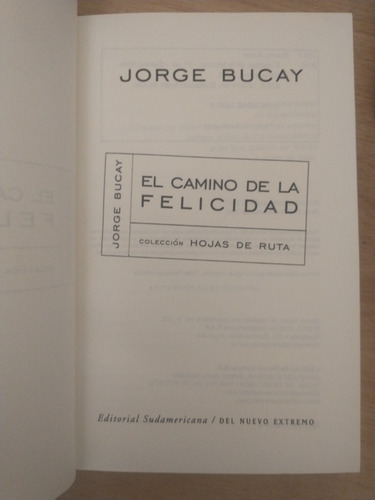 JORGE BUCAY
JORGE BUCAY
EL CAMINO DE LA
FELICIDAD
COLECCIÓN HOJAS DE RUTA
Editorial Sudamericana / DEL NUEVO EXTREMO